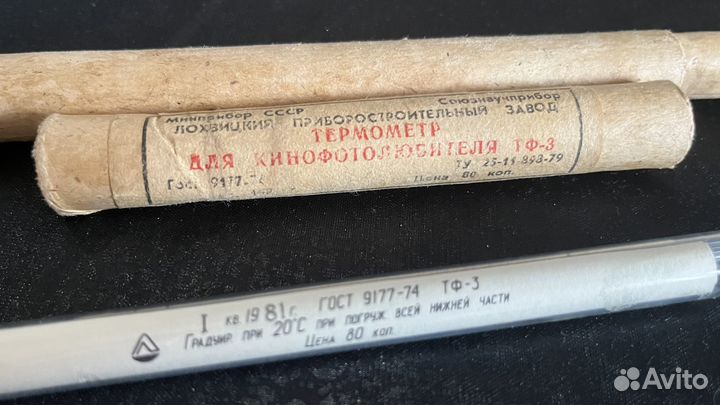 Минприбор СССР Союзнаучприбор
ЛОХВИЦКИЙ ПРИБОРОСТРОИТЕЛЬНЫЙ ЗАВОД
ТЕРМОМЕТР
ДЛЯ КИНОФОТОЛЮБИТЕЛЯ ТФ-3
ГОСТ 9177-74 ТУ 25-11-898-79
Цена 80 коп.
I кв. 1981г. ГОСТ 9177-74 ТФ-3
Градуир. при 20°С при погруж. всей нижней части
Цена 80 коп.
Avito